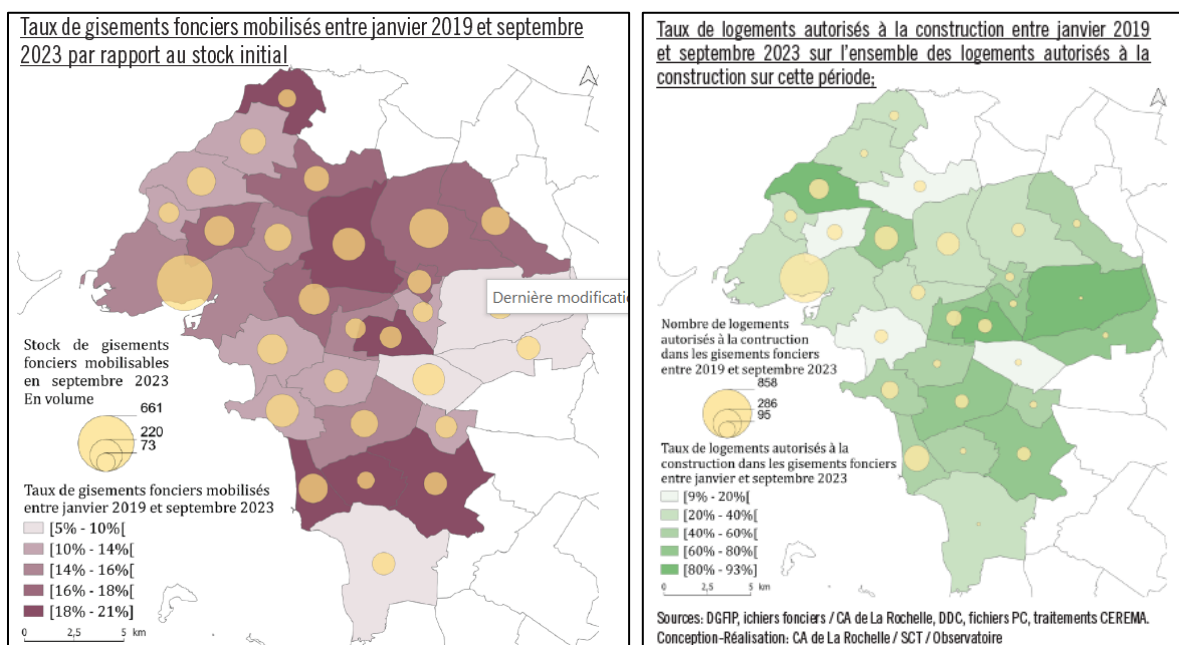 Taux de gisements fonciers mobilisés entre janvier 2019 et septembre
2023 par rapport au stock initial
Dernière modificati
Stock de gisements
fonciers mobilisables
en septembre 2023
En volume
661
220
73
Taux de gisements fonciers mobilisés
entre janvier 2019 et septembre 2023
[5% - 10%[
[10% - 14%[
[14% - 16%[
[16% - 18%[
[18% - 21%]
0 2,5 5 km
Taux de logements autorisés à la construction entre janvier 2019
et septembre 2023 sur l'ensemble des logements autorisés à la
construction sur cette période;
Nombre de logements
autorisés à la contruction
dans les gisements fonciers
entre 2019 et septembre 2023
858
286
95
Taux de logements autorisés à la
construction dans les gisements fonciers
entre janvier et septembre 2023
[9% - 20%[
[20% - 40%[
[40% - 60%[
[60% - 80%[
[80% - 93%]
0 2,5 5 km
Sources: DGFIP, ichiers fonciers / CA de La Rochelle, DDC, fichiers PC, traitements CEREMA.
Conception-Réalisation: CA de La Rochelle / SCT / Observatoire